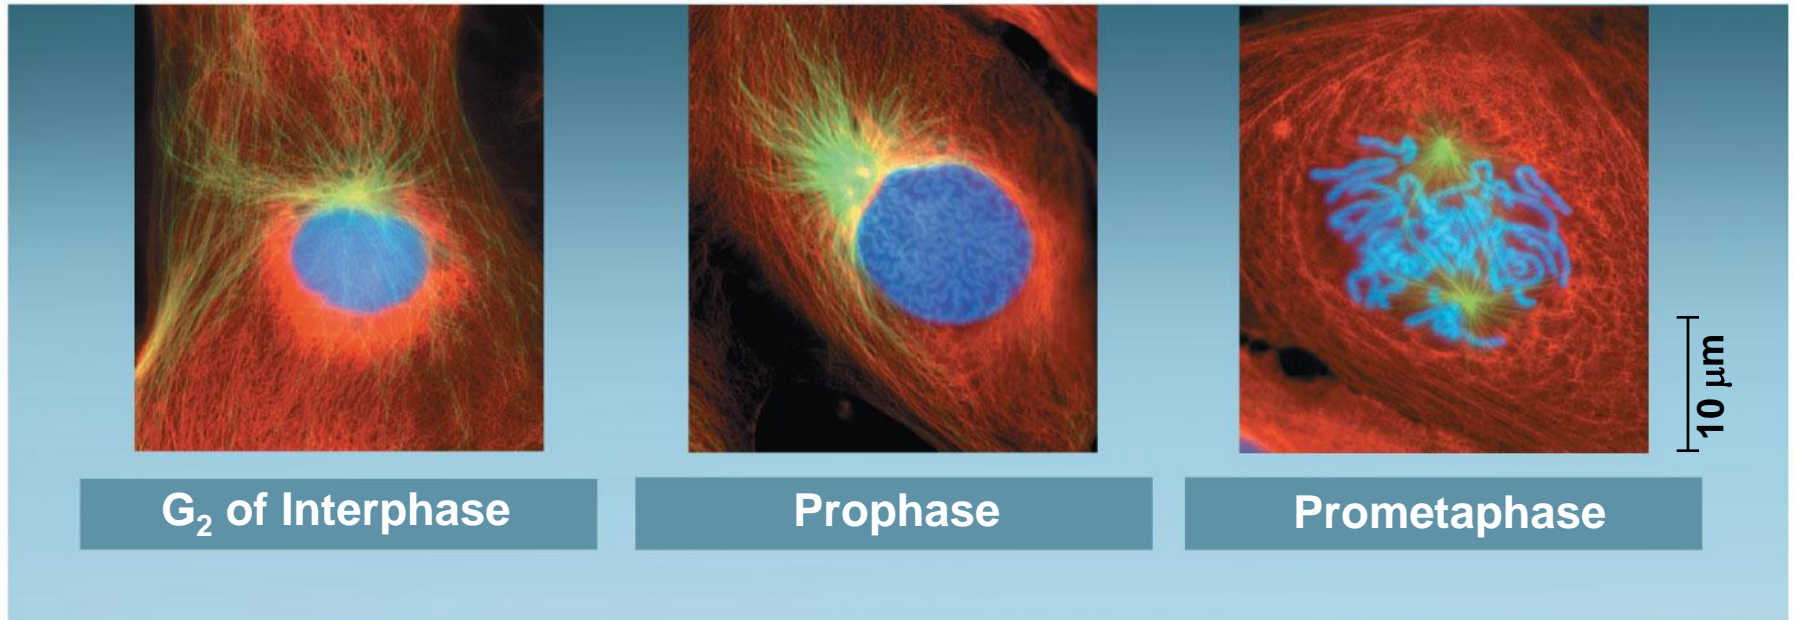 G₂ of Interphase
Prophase
Prometaphase
10 μm